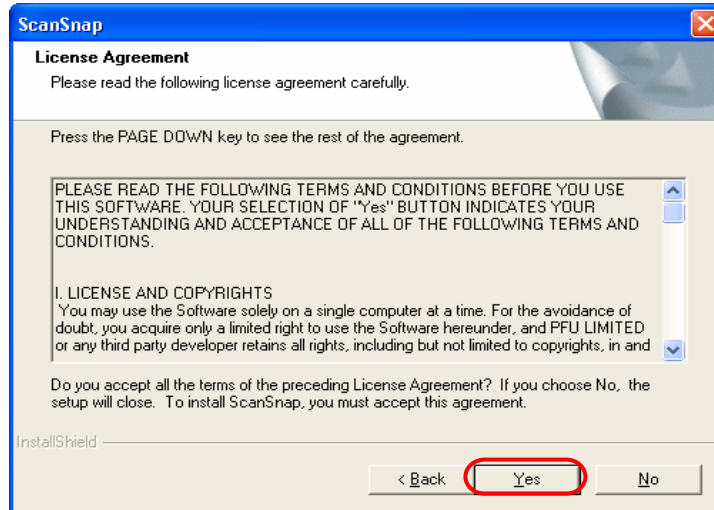 ScanSnap
License Agreement
Please read the following license agreement carefully.
Press the PAGE DOWN key to see the rest of the agreement.
PLEASE READ THE FOLLOWING TERMS AND CONDITIONS BEFORE YOU USE
THIS SOFTWARE. YOUR SELECTION OF "Yes" BUTTON INDICATES YOUR
UNDERSTANDING AND ACCEPTANCE OF ALL OF THE FOLLOWING TERMS AND
CONDITIONS.
I. LICENSE AND COPYRIGHTS
You may use the Software solely on a single computer at a time. For the avoidance of
doubt, you acquire only a limited right to use the Software hereunder, and PFU LIMITED
or any third party developer retains all rights, including but not limited to copyrights, in and
Do you accept all the terms of the preceding License Agreement? If you choose No, the
setup will close. To install ScanSnap, you must accept this agreement.
InstallShield
< Back Yes No